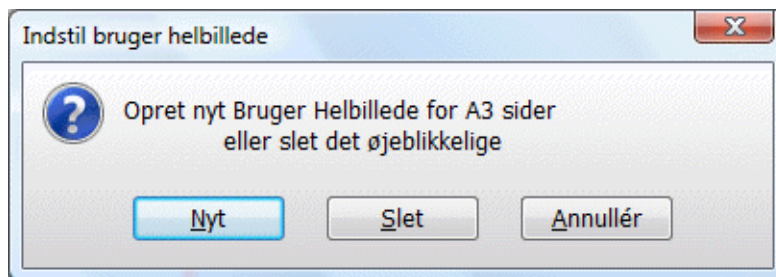 Indstil bruger helbillede
Opret nyt Bruger Helbillede for A3 sider
eller slet det øjeblikkelige
Nyt
Slet
Annullér